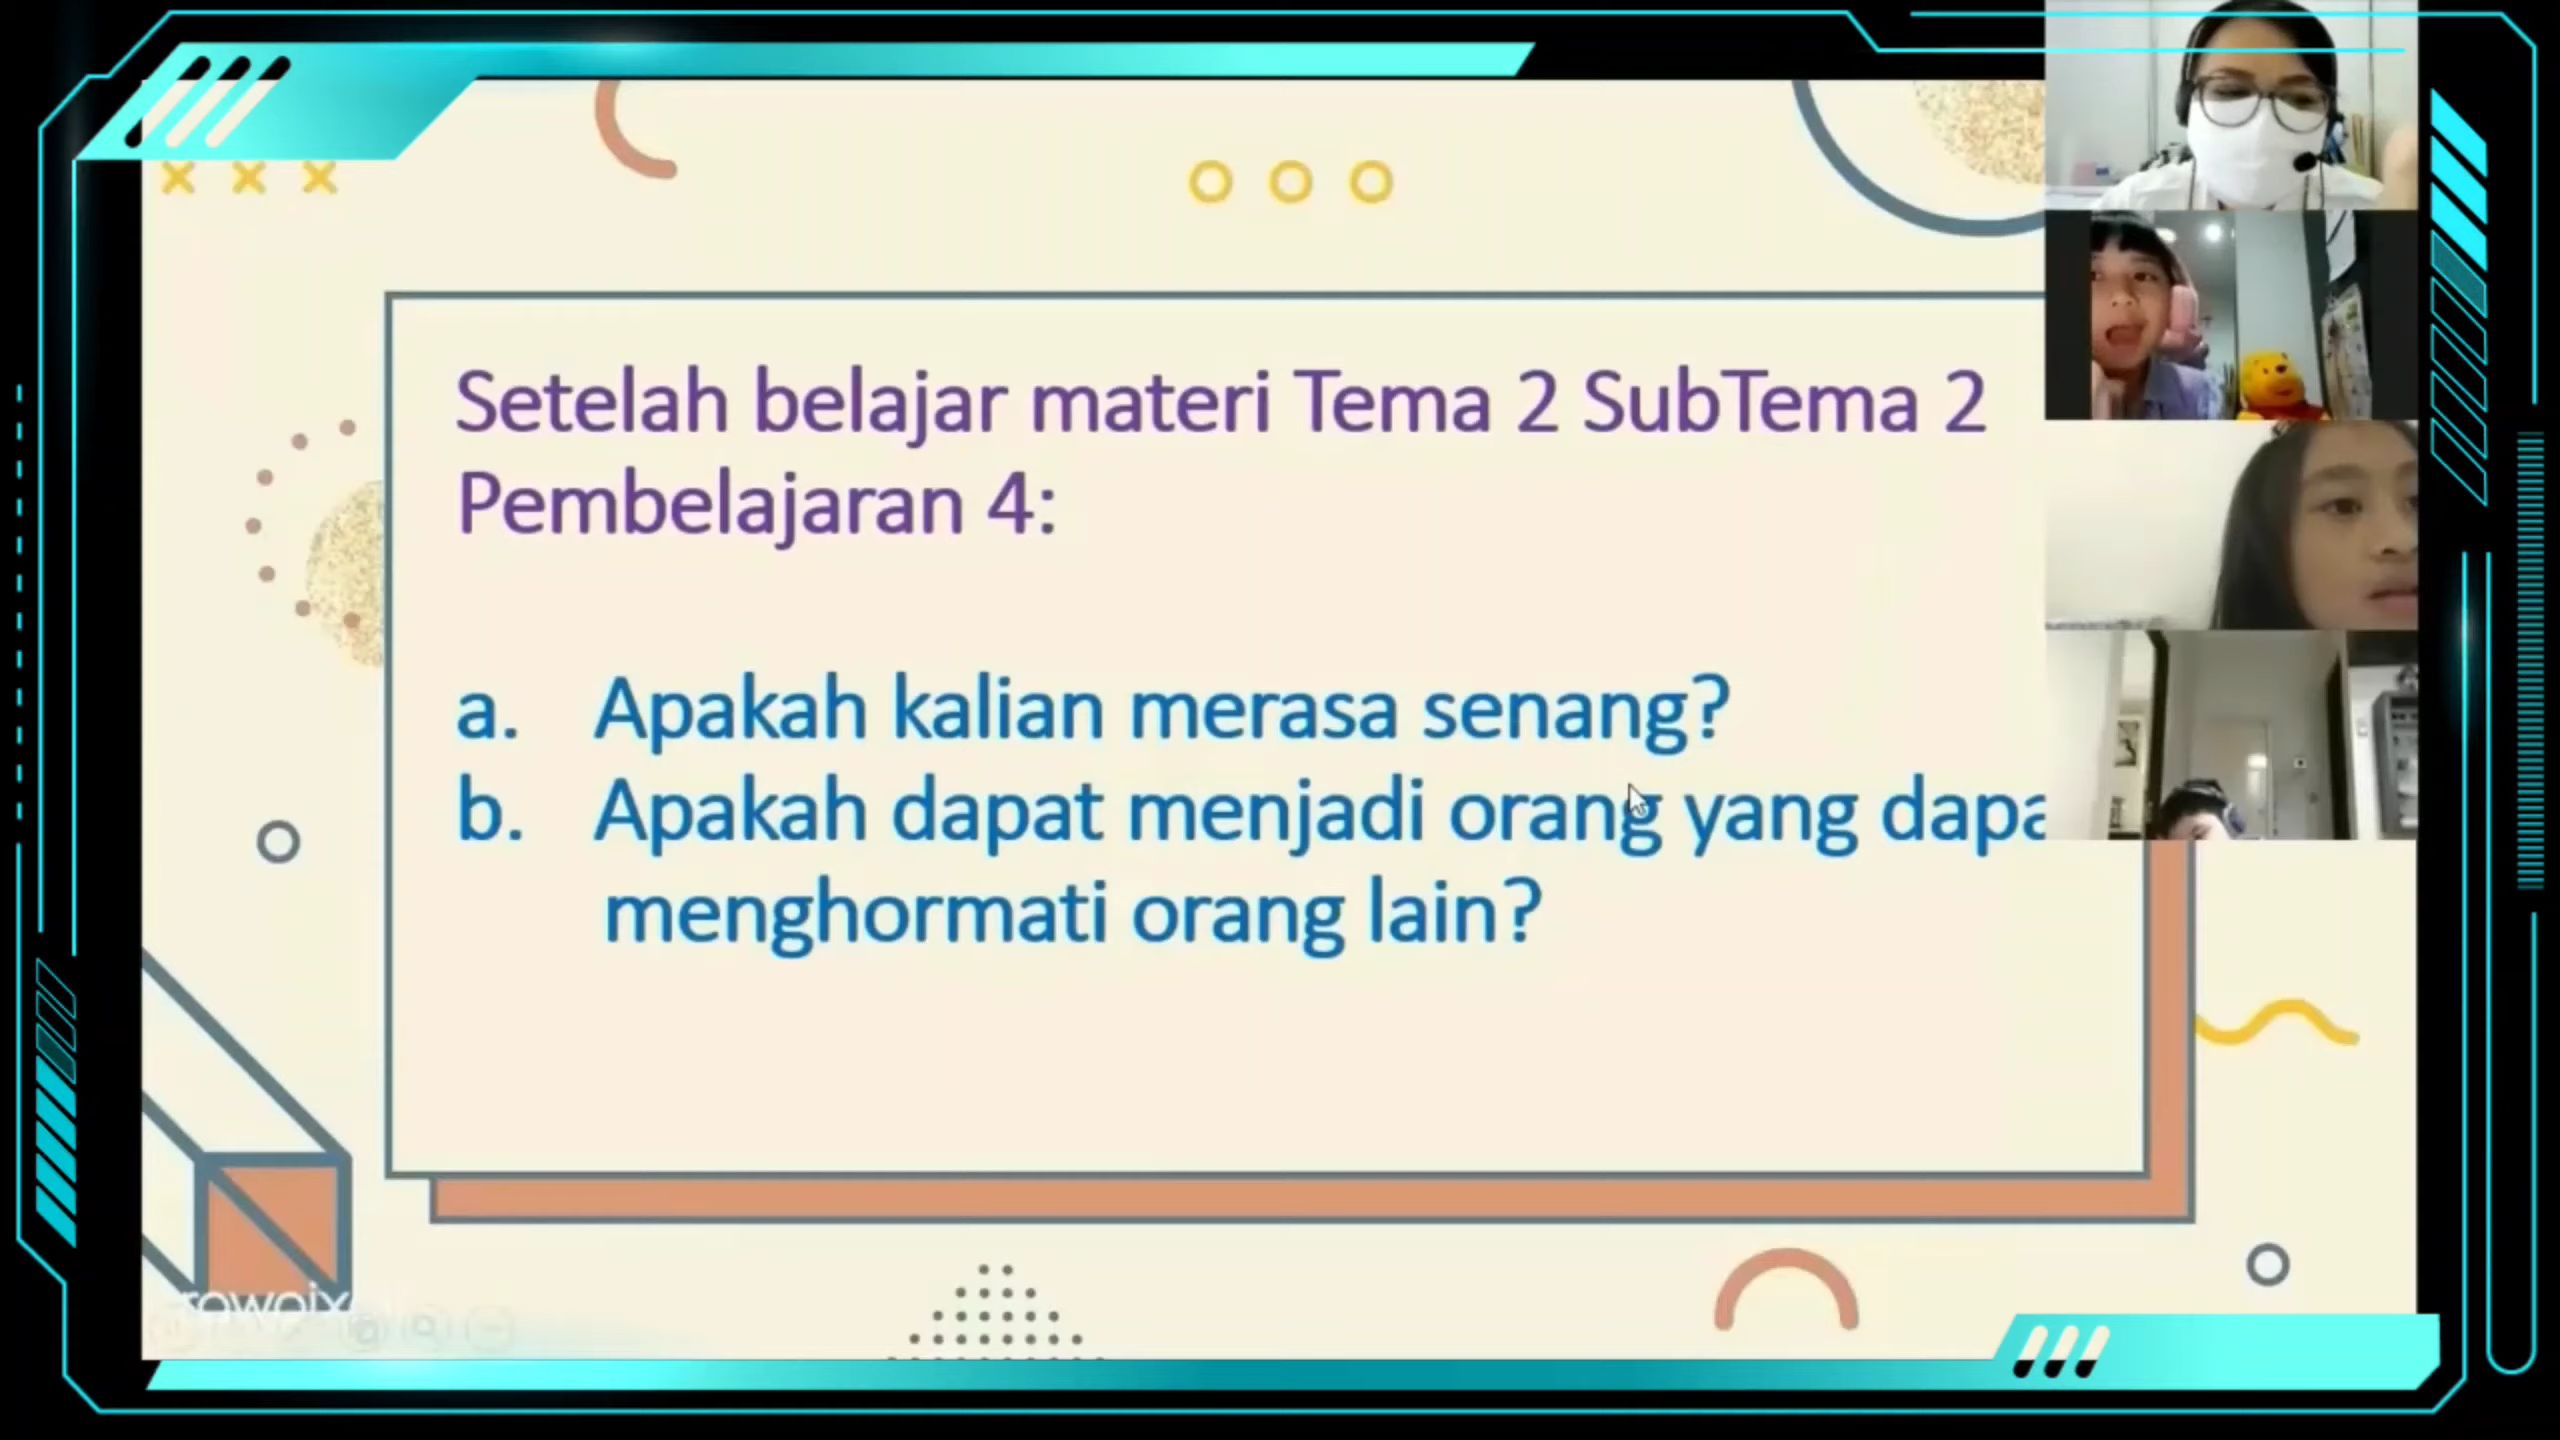 Setelah belajar materi Tema 2 SubTema 2
Pembelajaran 4:
a. Apakah kalian merasa senang?
b. Apakah dapat menjadi orang yang dapa
menghormati orang lain?